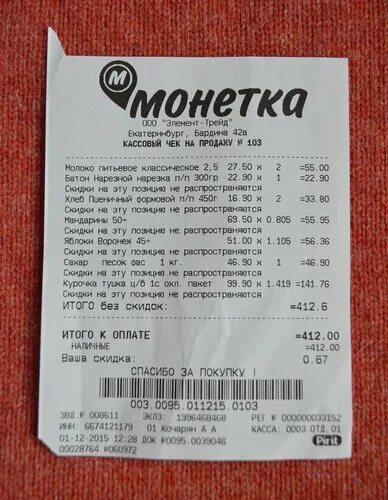 М МОНЕТКА
ООО "Элемент-Трейд"
Екатеринбург, Бардина 42а
КАССОВЫЙ ЧЕК НА ПРОДАЖУ № 103
Молоко питьевое классическое 2,5 27.50 x 2 =55.00
Батон Нарезной нарезка п/п 300гр 22.90 x 1 =22.90
Скидки на эту позицию не распространяются
Хлеб Пшеничный формовой п/п 450г 16.90 x 2 =33.80
Скидки на эту позицию не распространяются
Мандарины 50+ 69.50 x 0.805 =55.95
Скидки на эту позицию не распространяются
Яблоки Воронеж 45+ 51.00 x 1.105 =56.36
Скидки на эту позицию не распространяются
Сахар песок фас 1 кг. 46.90 x 1 =46.90
Скидки на эту позицию не распространяются
Курочка тушка ц/б 1с охл. пакет 99.90 x 1.419 =141.76
Скидки на эту позицию не распространяются
ИТОГО без скидок: =412.6
ИТОГО К ОПЛАТЕ =412.00
НАЛИЧНЫЕ =412.00
Ваша скидка: 0.67
СПАСИБО ЗА ПОКУПКУ !
003.0095.011215.0103
ЗАВ.№ 008611 ЭКЛЗ: 1996468468 РЕГ № 000000033152
ИНН: 6674121179 01 Кочарян А А КАССА: 0003 ОТД.01
01-12-2015 12:28 ДОК №0095.0039046 Pirit
00028764 #060972